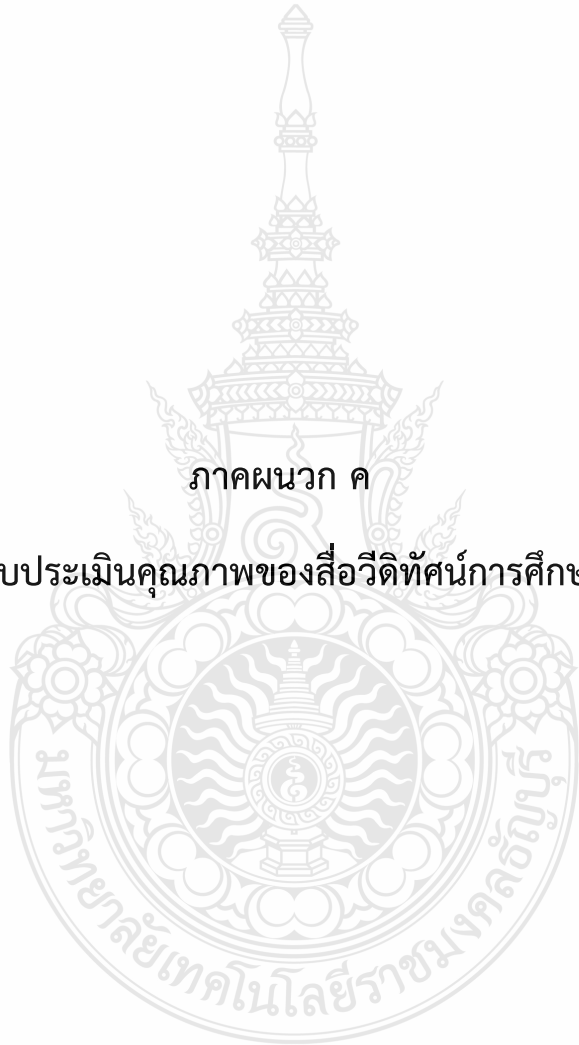 ภาคผนวก ค
บประเมินคุณภาพของสื่อวีดิทัศน์การศึกษ
มหาวิทยาลัยเทคโนโลยีราชมงคลธัญบุรี